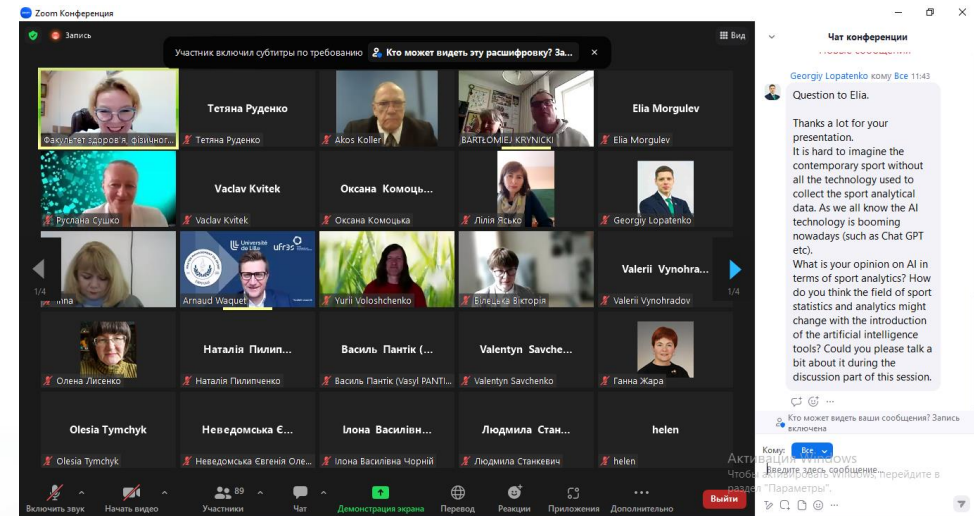 Zoom Конференция
Запись
Участник включил субтитры по требованию
Кто может видеть эту расшифровку? За...
Вид
Факультет здоров'я, фізичног...
Тетяна Руденко
Тетяна Руденко
Akos Koller
BARTŁOMIEJ KRYNICKI
Elia Morgulev
Elia Morgulev
Руслана Сушко
Vaclav Kvitek
Vaclav Kvitek
Оксана Комоць...
Оксана Комоцька
Лілія Ясько
Georgiy Lopatenko
1/4
Inna
Université de Lille
ufr3s
Arnaud Waquet
Yurii Voloshchenko
Білецька Вікторія
Valerii Vynohra...
Valerii Vynohradov
1/4
Олена Лисенко
Наталія Пилип...
Наталія Пилипченко
Василь Пантік (...
Василь Пантік (Vasyl PANTI...
Valentyn Savche...
Valentyn Savchenko
Ганна Жара
Olesia Tymchyk
Olesia Tymchyk
Неведомська Є...
Неведомська Євгенія Оле...
Ілона Василівн...
Ілона Василівна Чорній
Людмила Стан...
Людмила Станкевич
helen
helen
Включить звук
Начать видео
89
Участники
Чат
Демонстрация экрана
Перевод
Реакции
Приложения
Дополнительно
Выйти
Чат конференции
Georgiy Lopatenko кому Все 11:43
Question to Elia.
Thanks a lot for your
presentation.
It is hard to imagine the
contemporary sport without
all the technology used to
collect the sport analytical
data. As we all know the AI
technology is booming
nowadays (such as Chat GPT
etc).
What is your opinion on AI in
terms of sport analytics? How
do you think the field of sport
statistics and analytics might
change with the introduction
of the artificial intelligence
tools? Could you please talk a
bit about it during the
discussion part of this session.
Кто может видеть ваши сообщения? Запись
включена
Кому:
Все
Введите здесь сообщение...
Активация Windows
Чтобы активировать Windows, перейдите в
раздел "Параметры".